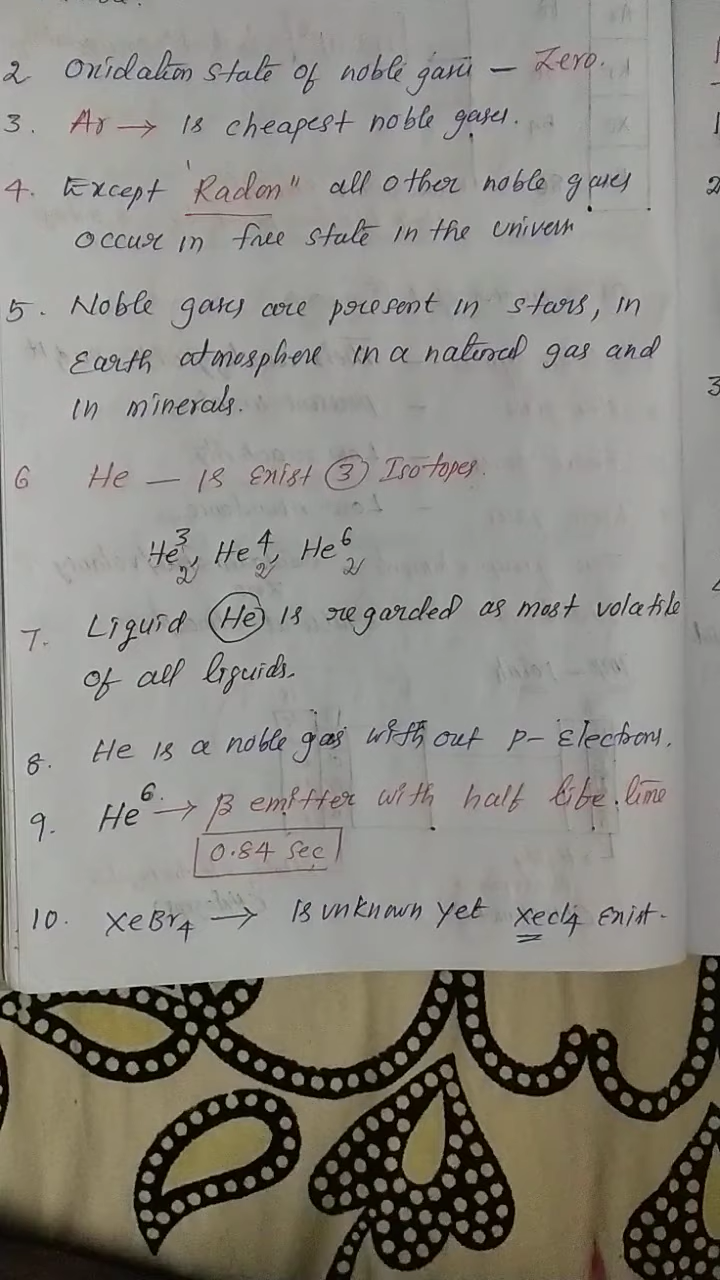 2 Oxidation state of noble gases – Zero.
3. Ar → is cheapest noble gases.
4. Except 'Radon" all other noble gases
occur in free state in the univers
5. Noble gases are present in stars, in
Earth atmosphere in a natural gas and
in minerals.
6 He – is exist ③ Isotopes.
He³₂, He⁴₂, He⁶₂
7. Liquid (He) is regarded as most volatile
of all liquids.
8. He is a noble gas with out p- electrons.
9. He⁶ → β emitter with half life time
0.84 sec
10. XeBr₄ → is unknown yet XeCl₄ exist.